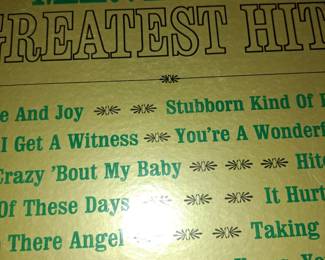 GREATEST HIT
e And Joy Stubborn Kind Of
I Get A Witness You're A Wonderf
Crazy 'Bout My Baby Hitc
Of These Days It Hurt
There Angel Taking